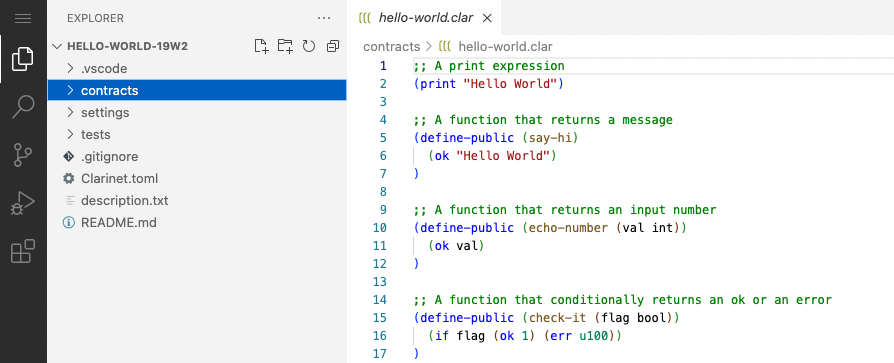 EXPLORER
HELLO-WORLD-19W2
.vscode
contracts
settings
tests
.gitignore
Clarinet.toml
description.txt
README.md
hello-world.clar
contracts > hello-world.clar
1 ;; A print expression
2 (print "Hello World")
3
4 ;; A function that returns a message
5 (define-public (say-hi)
6 (ok "Hello World")
7 )
8
9 ;; A function that returns an input number
10 (define-public (echo-number (val int))
11 (ok val)
12 )
13
14 ;; A function that conditionally returns an ok or an error
15 (define-public (check-it (flag bool))
16 (if flag (ok 1) (err u100))
17 )